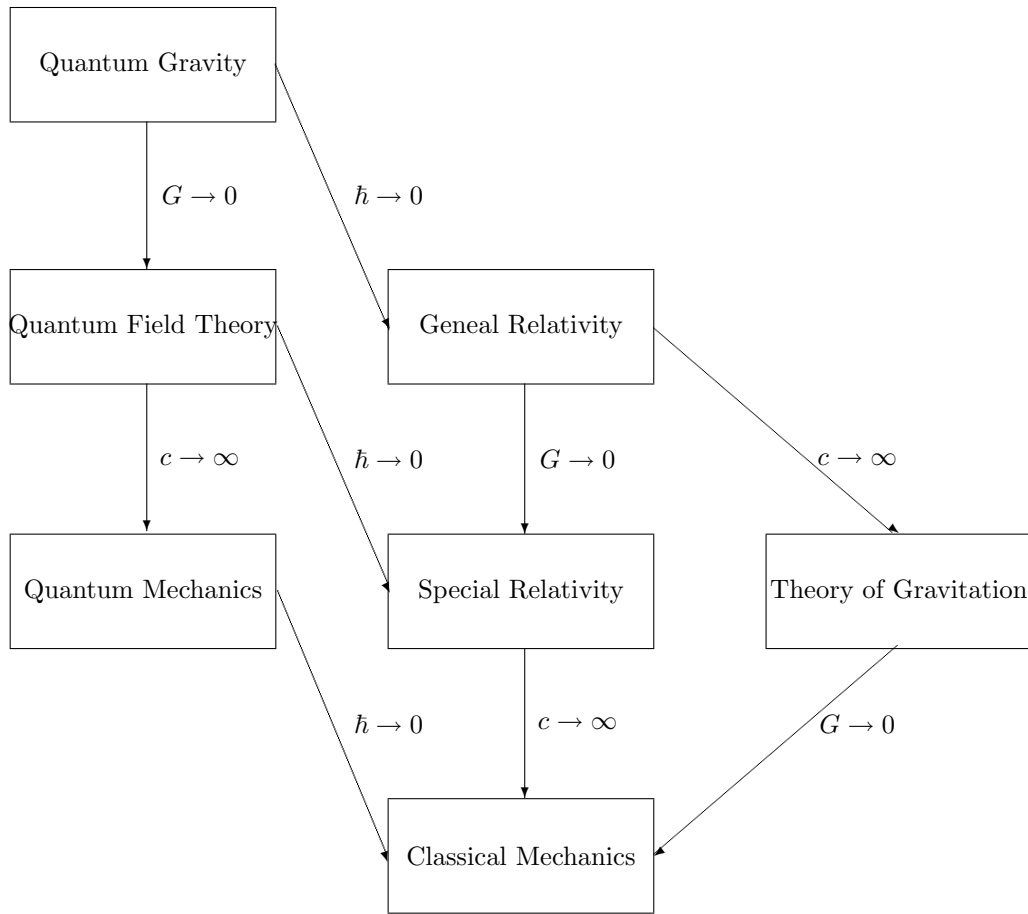 Quantum Gravity
G → 0
ħ → 0
Quantum Field Theory
Geneal Relativity
c → ∞
ħ → 0
G → 0
c → ∞
Quantum Mechanics
Special Relativity
Theory of Gravitation
ħ → 0
c → ∞
G → 0
Classical Mechanics